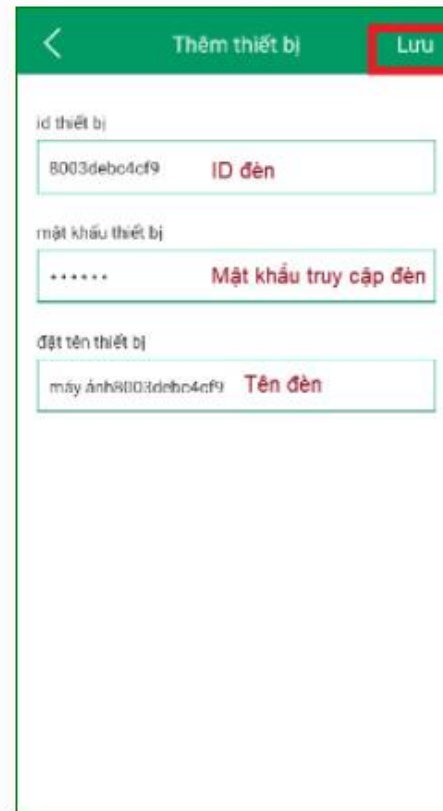 Thêm thiết bị Lưu
id thiết bị
8003debc4cf9 ID đèn
mật khẩu thiết bị
•••••• Mật khẩu truy cập đèn
đặt tên thiết bị
máy ảnh8003debc4cf9 Tên đèn